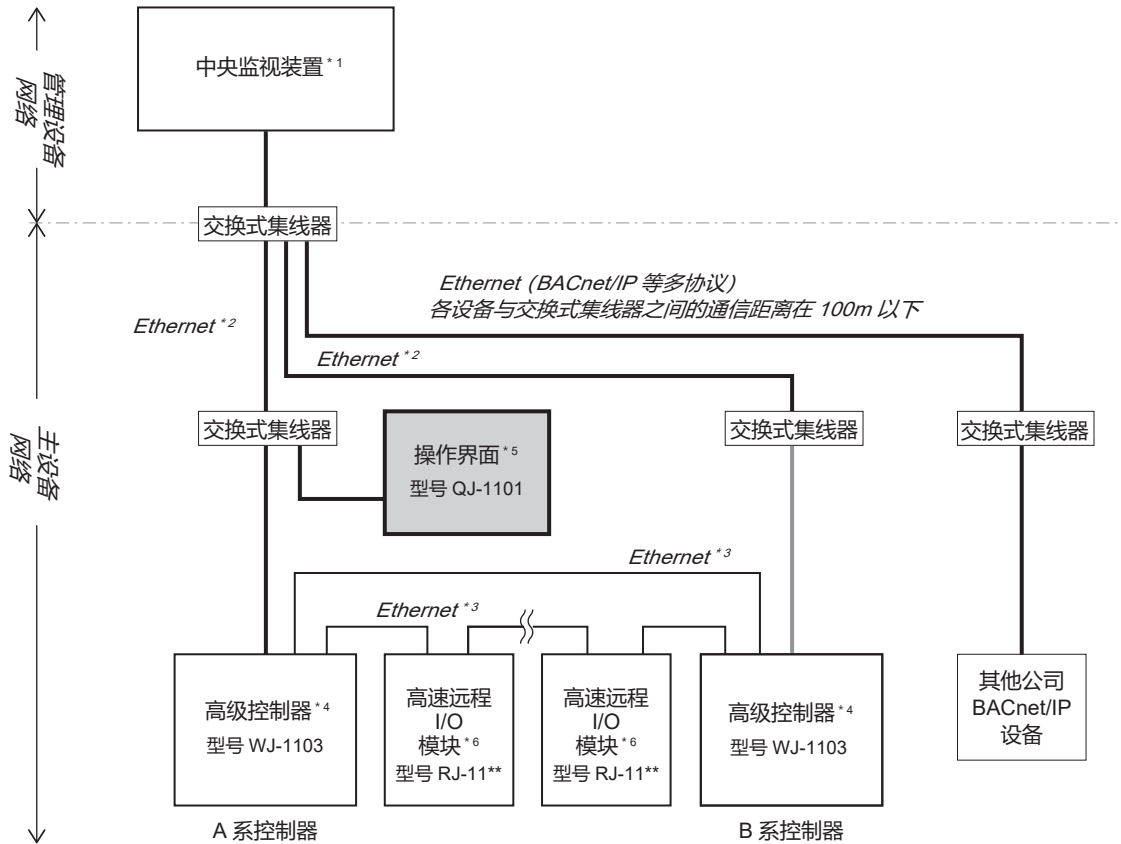 中央监视装置 *1
管理设备
网络
交换式集线器
Ethernet（BACnet/IP 等多协议）
各设备与交换式集线器之间的通信距离在 100m 以下
Ethernet *2
Ethernet *2
主设备
网络
交换式集线器
操作界面 *5
型号 QJ-1101
交换式集线器
交换式集线器
Ethernet *3
Ethernet *3
高级控制器 *4
型号 WJ-1103
高速远程
I/O
模块 *6
型号 RJ-11**
高速远程
I/O
模块 *6
型号 RJ-11**
高级控制器 *4
型号 WJ-1103
其他公司
BACnet/IP
设备
A 系控制器
B 系控制器